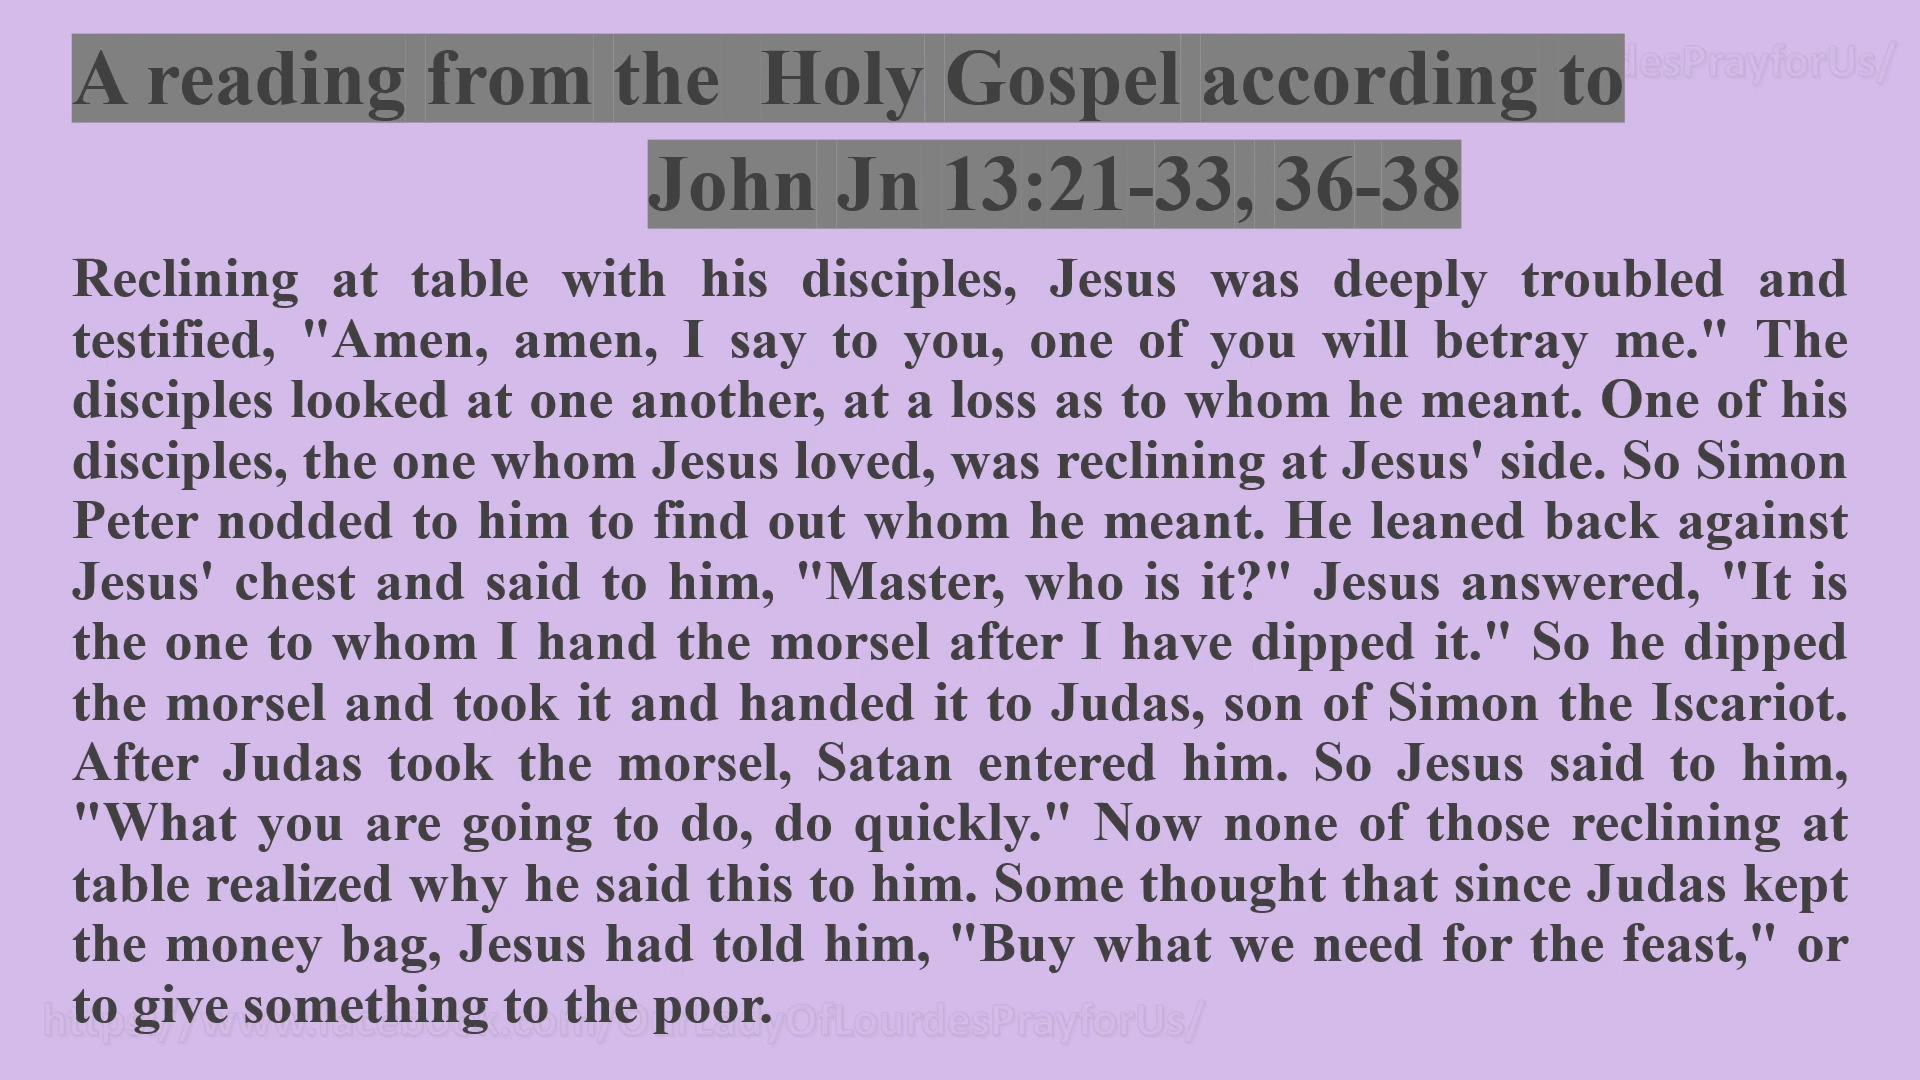 A reading from the  Holy Gospel according to
desPrayforUs/
John Jn 13:21-33, 36-38
Reclining at table with his disciples, Jesus was deeply troubled and
testified, "Amen, amen, I say to you, one of you will betray me." The
disciples looked at one another, at a loss as to whom he meant. One of his
disciples, the one whom Jesus loved, was reclining at Jesus' side. So Simon
Peter nodded to him to find out whom he meant. He leaned back against
Jesus' chest and said to him, "Master, who is it?" Jesus answered, "It is
the one to whom I hand the morsel after I have dipped it." So he dipped
the morsel and took it and handed it to Judas, son of Simon the Iscariot.
After Judas took the morsel, Satan entered him. So Jesus said to him,
"What you are going to do, do quickly." Now none of those reclining at
table realized why he said this to him. Some thought that since Judas kept
the money bag, Jesus had told him, "Buy what we need for the feast," or
to give something to the poor.
https://www.facebook.com/OurLadyOfLourdesPrayforUs/